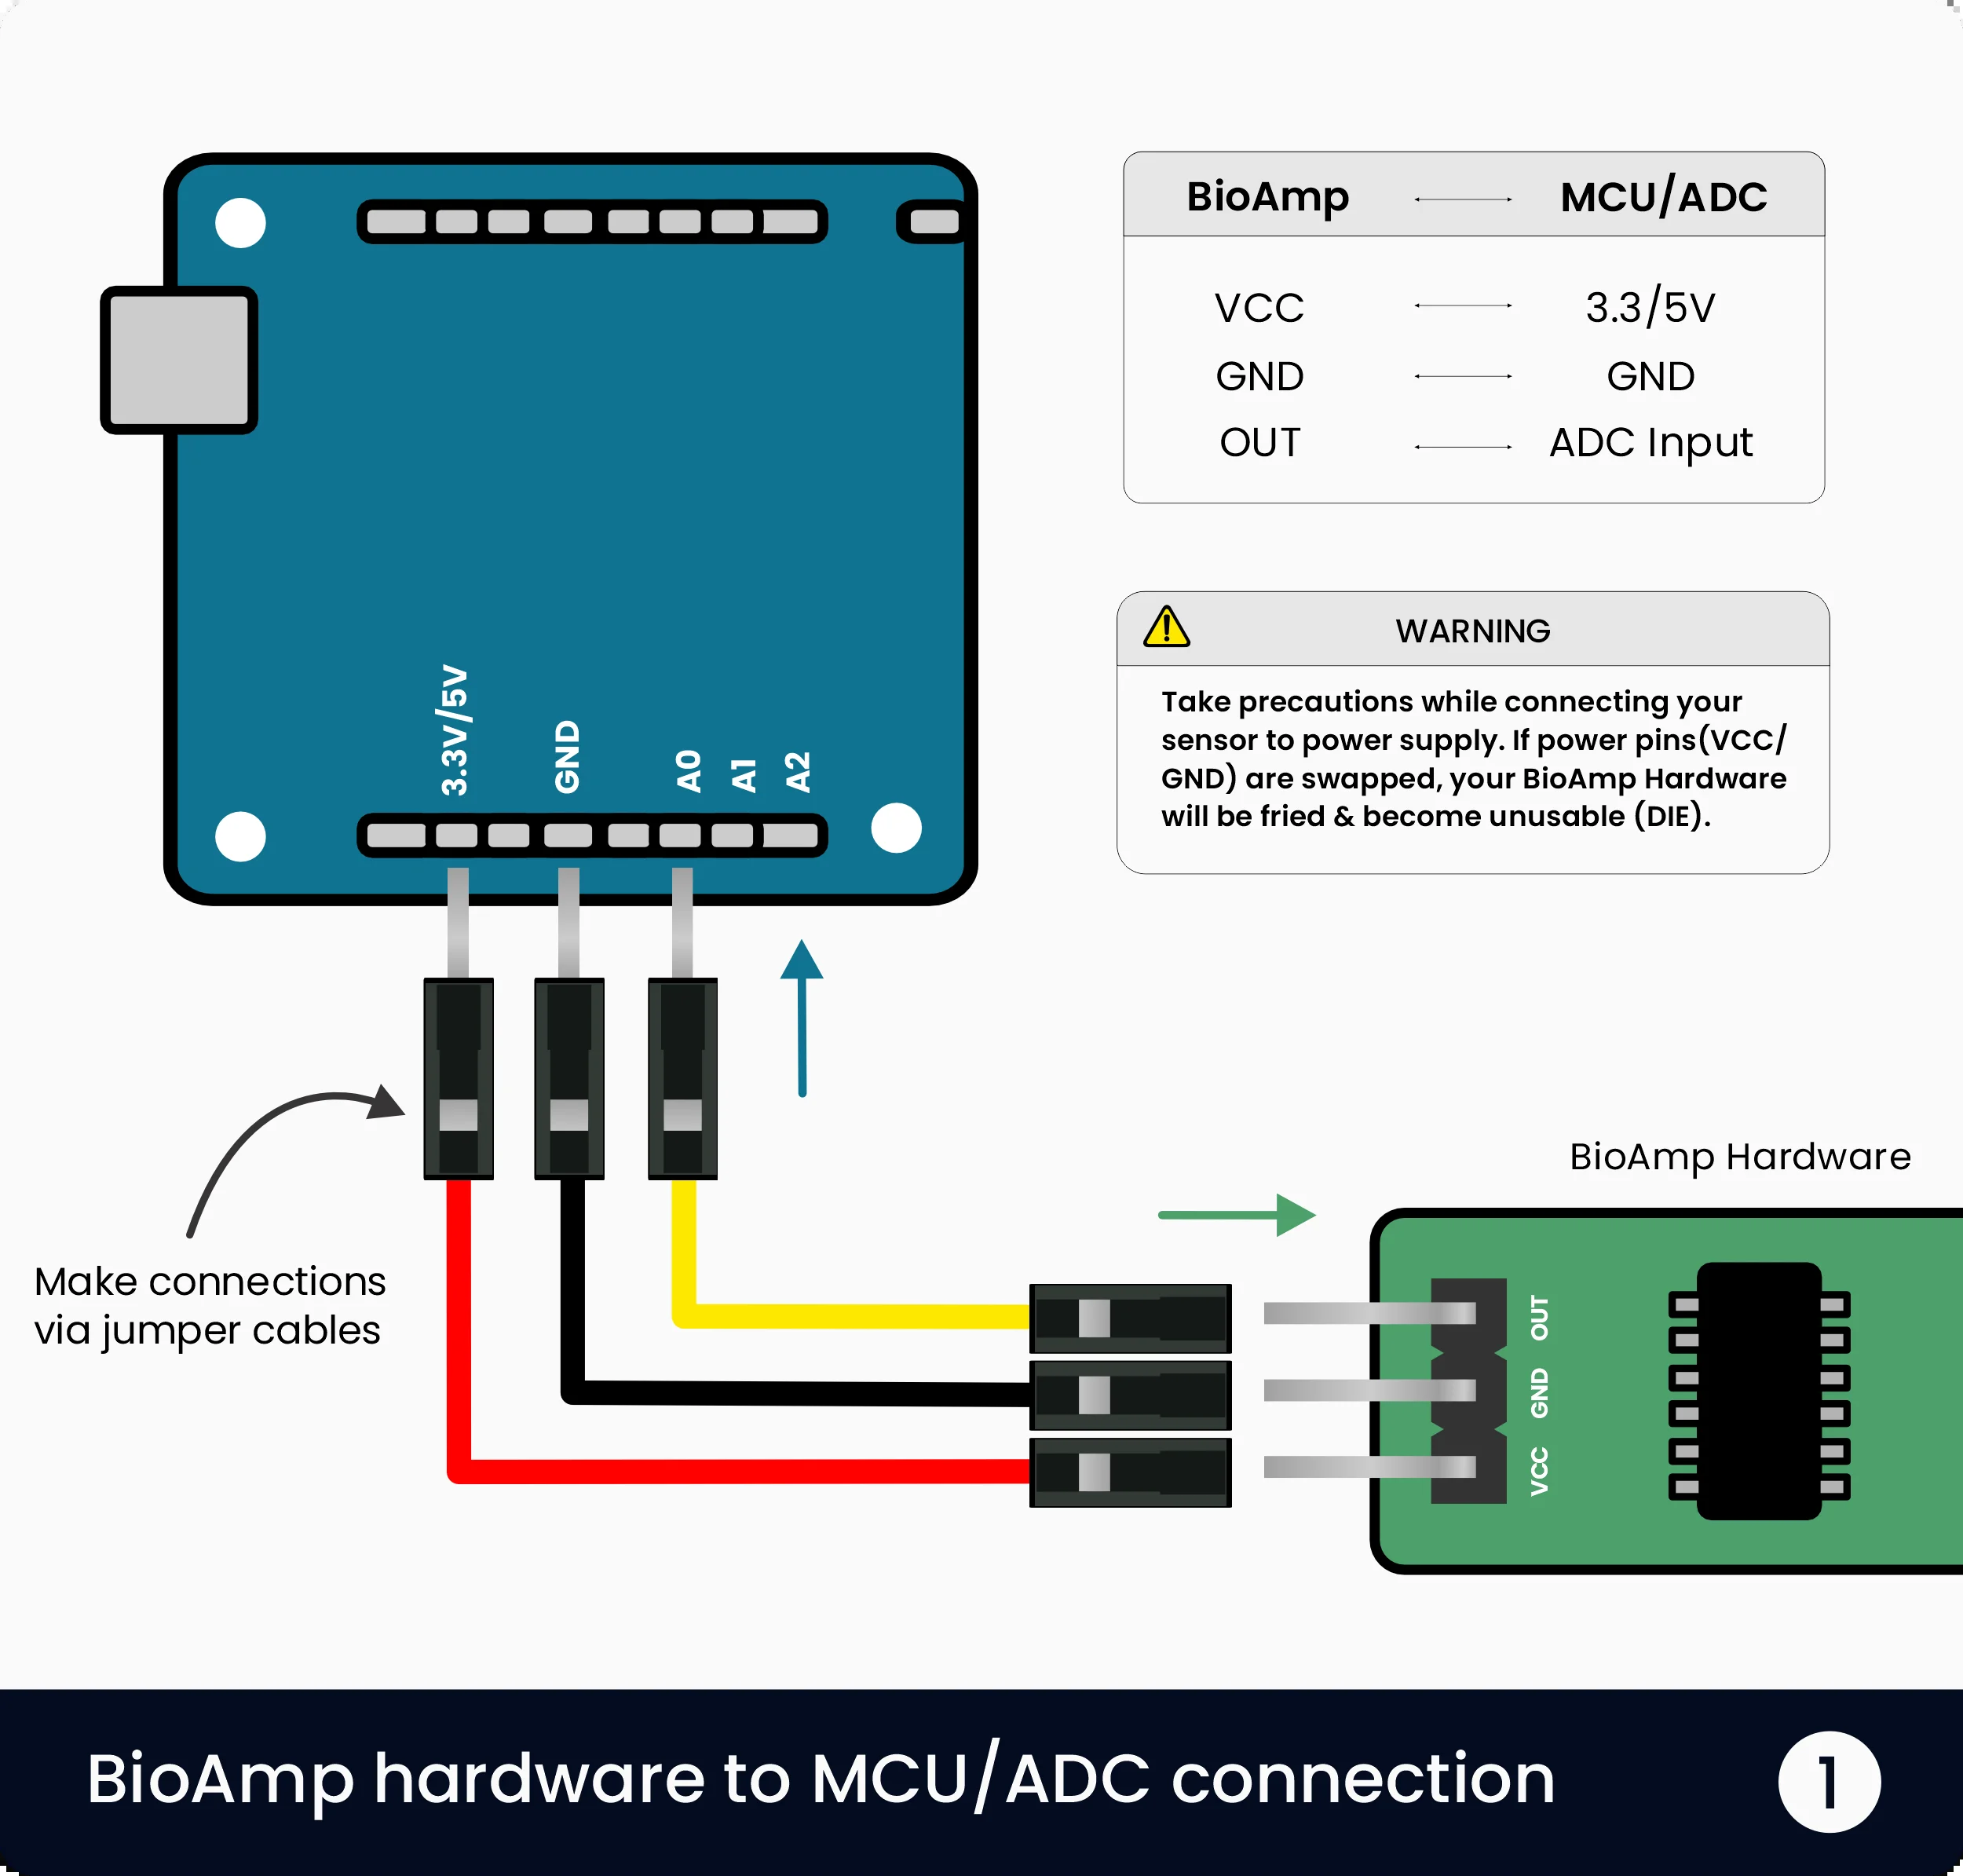 BioAmp MCU/ADC
VCC 3.3/5V
GND GND
OUT ADC Input
WARNING
Take precautions while connecting your
sensor to power supply. If power pins(VCC/
GND) are swapped, your BioAmp Hardware
will be fried & become unusable (DIE).
3.3V/5V
GND
A0
A1
A2
Make connections
via jumper cables
BioAmp Hardware
OUT
GND
VCC
BioAmp hardware to MCU/ADC connection
1